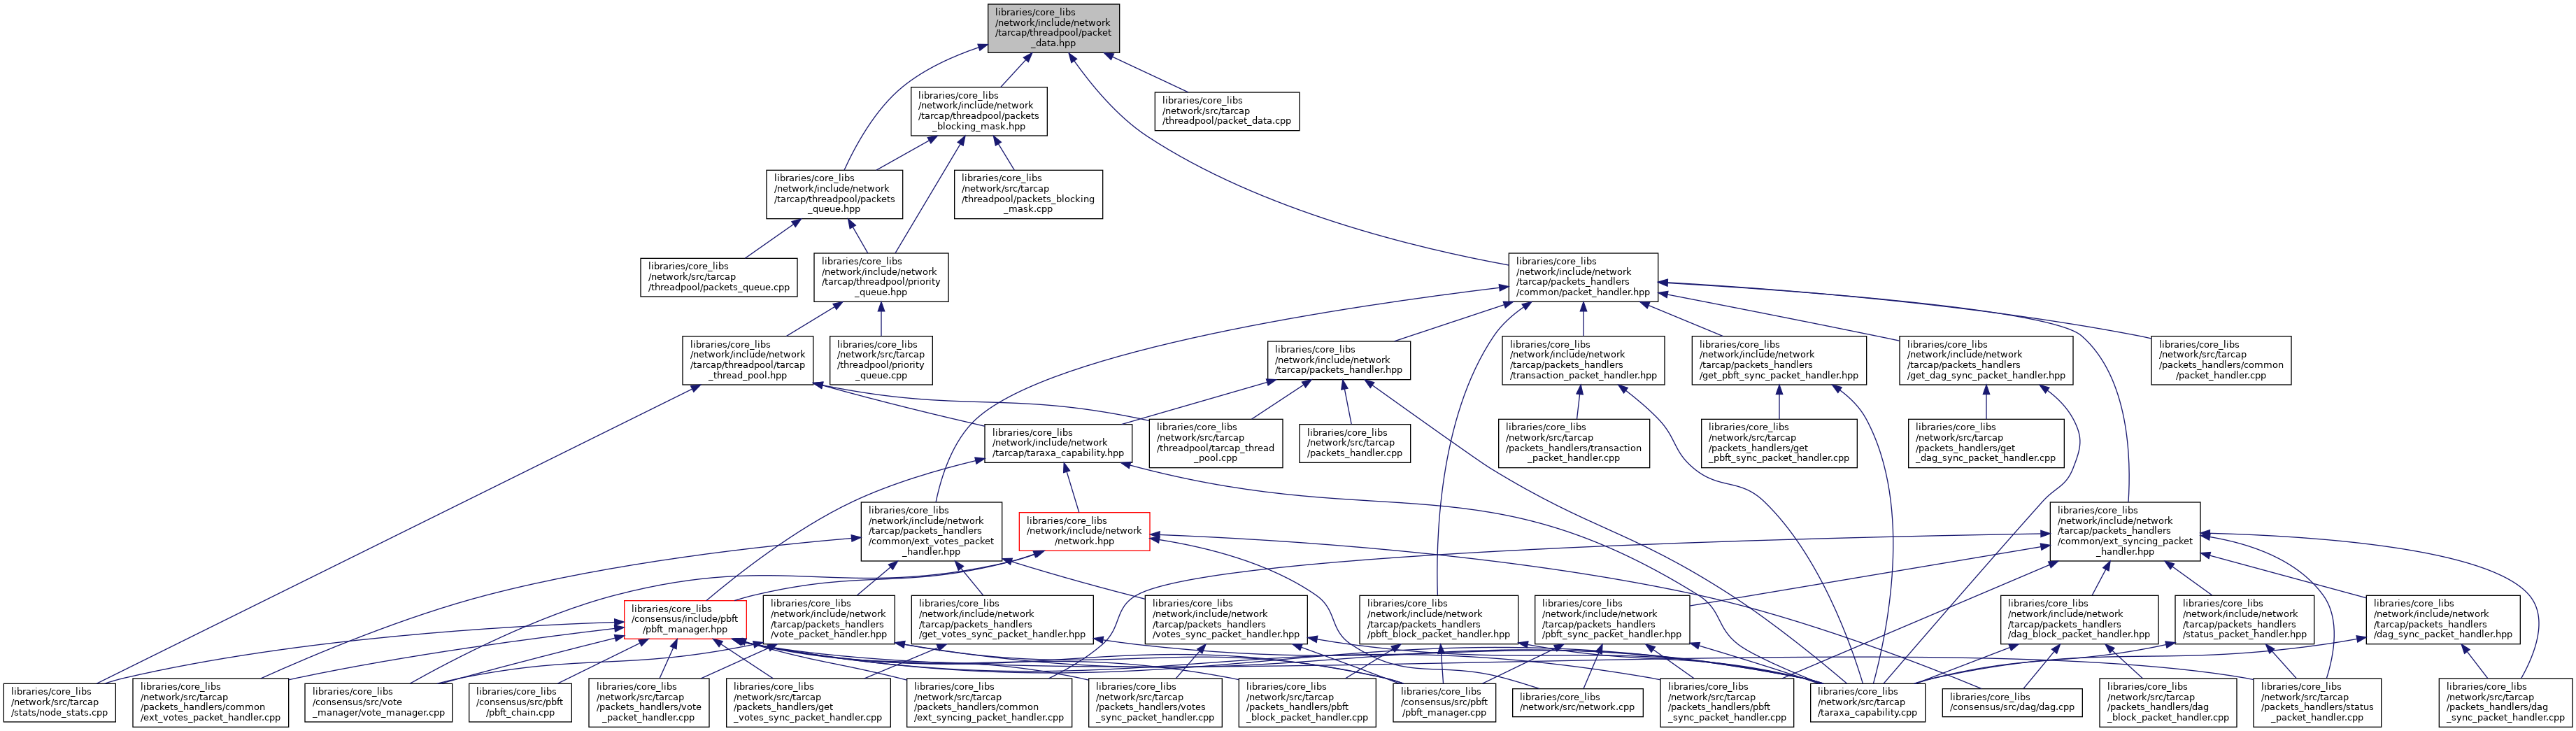 libraries/core_libs
/network/include/network
/tarcap/threadpool/packet
_data.hpp
libraries/core_libs
/network/include/network
/tarcap/threadpool/packets
_blocking_mask.hpp
libraries/core_libs
/network/src/tarcap
/threadpool/packet_data.cpp
libraries/core_libs
/network/include/network
/tarcap/threadpool/packets
_queue.hpp
libraries/core_libs
/network/src/tarcap
/threadpool/packets_blocking
_mask.cpp
libraries/core_libs
/network/src/tarcap
/threadpool/packets_queue.cpp
libraries/core_libs
/network/include/network
/tarcap/threadpool/priority
_queue.hpp
libraries/core_libs
/network/include/network
/tarcap/packets_handlers
/common/packet_handler.hpp
libraries/core_libs
/network/include/network
/tarcap/threadpool/tarcap
_thread_pool.hpp
libraries/core_libs
/network/src/tarcap
/threadpool/priority
_queue.cpp
libraries/core_libs
/network/include/network
/tarcap/packets_handler.hpp
libraries/core_libs
/network/include/network
/tarcap/packets_handlers
/transaction_packet_handler.hpp
libraries/core_libs
/network/include/network
/tarcap/packets_handlers
/get_pbft_sync_packet_handler.hpp
libraries/core_libs
/network/include/network
/tarcap/packets_handlers
/get_dag_sync_packet_handler.hpp
libraries/core_libs
/network/src/tarcap
/packets_handlers/common
/packet_handler.cpp
libraries/core_libs
/network/include/network
/tarcap/taraxa_capability.hpp
libraries/core_libs
/network/src/tarcap
/threadpool/tarcap_thread
_pool.cpp
libraries/core_libs
/network/src/tarcap
/packets_handler.cpp
libraries/core_libs
/network/src/tarcap
/packets_handlers/transaction
_packet_handler.cpp
libraries/core_libs
/network/src/tarcap
/packets_handlers/get
_pbft_sync_packet_handler.cpp
libraries/core_libs
/network/src/tarcap
/packets_handlers/get
_dag_sync_packet_handler.cpp
libraries/core_libs
/network/include/network
/tarcap/packets_handlers
/common/ext_votes_packet
_handler.hpp
libraries/core_libs
/network/include/network
/network.hpp
libraries/core_libs
/network/include/network
/tarcap/packets_handlers
/common/ext_syncing_packet
_handler.hpp
libraries/core_libs
/consensus/include/pbft
/pbft_manager.hpp
libraries/core_libs
/network/include/network
/tarcap/packets_handlers
/vote_packet_handler.hpp
libraries/core_libs
/network/include/network
/tarcap/packets_handlers
/get_votes_sync_packet_handler.hpp
libraries/core_libs
/network/include/network
/tarcap/packets_handlers
/votes_sync_packet_handler.hpp
libraries/core_libs
/network/include/network
/tarcap/packets_handlers
/pbft_block_packet_handler.hpp
libraries/core_libs
/network/include/network
/tarcap/packets_handlers
/pbft_sync_packet_handler.hpp
libraries/core_libs
/network/include/network
/tarcap/packets_handlers
/dag_block_packet_handler.hpp
libraries/core_libs
/network/include/network
/tarcap/packets_handlers
/status_packet_handler.hpp
libraries/core_libs
/network/include/network
/tarcap/packets_handlers
/dag_sync_packet_handler.hpp
libraries/core_libs
/network/src/tarcap
/stats/node_stats.cpp
libraries/core_libs
/network/src/tarcap
/packets_handlers/common
/ext_votes_packet_handler.cpp
libraries/core_libs
/consensus/src/vote
_manager/vote_manager.cpp
libraries/core_libs
/consensus/src/pbft
/pbft_chain.cpp
libraries/core_libs
/network/src/tarcap
/packets_handlers/vote
_packet_handler.cpp
libraries/core_libs
/network/src/tarcap
/packets_handlers/get
_votes_sync_packet_handler.cpp
libraries/core_libs
/network/src/tarcap
/packets_handlers/common
/ext_syncing_packet_handler.cpp
libraries/core_libs
/network/src/tarcap
/packets_handlers/votes
_sync_packet_handler.cpp
libraries/core_libs
/network/src/tarcap
/packets_handlers/pbft
_block_packet_handler.cpp
libraries/core_libs
/consensus/src/pbft
/pbft_manager.cpp
libraries/core_libs
/network/src/network.cpp
libraries/core_libs
/network/src/tarcap
/packets_handlers/pbft
_sync_packet_handler.cpp
libraries/core_libs
/network/src/tarcap
/taraxa_capability.cpp
libraries/core_libs
/consensus/src/dag/dag.cpp
libraries/core_libs
/network/src/tarcap
/packets_handlers/dag
_block_packet_handler.cpp
libraries/core_libs
/network/src/tarcap
/packets_handlers/status
_packet_handler.cpp
libraries/core_libs
/network/src/tarcap
/packets_handlers/dag
_sync_packet_handler.cpp